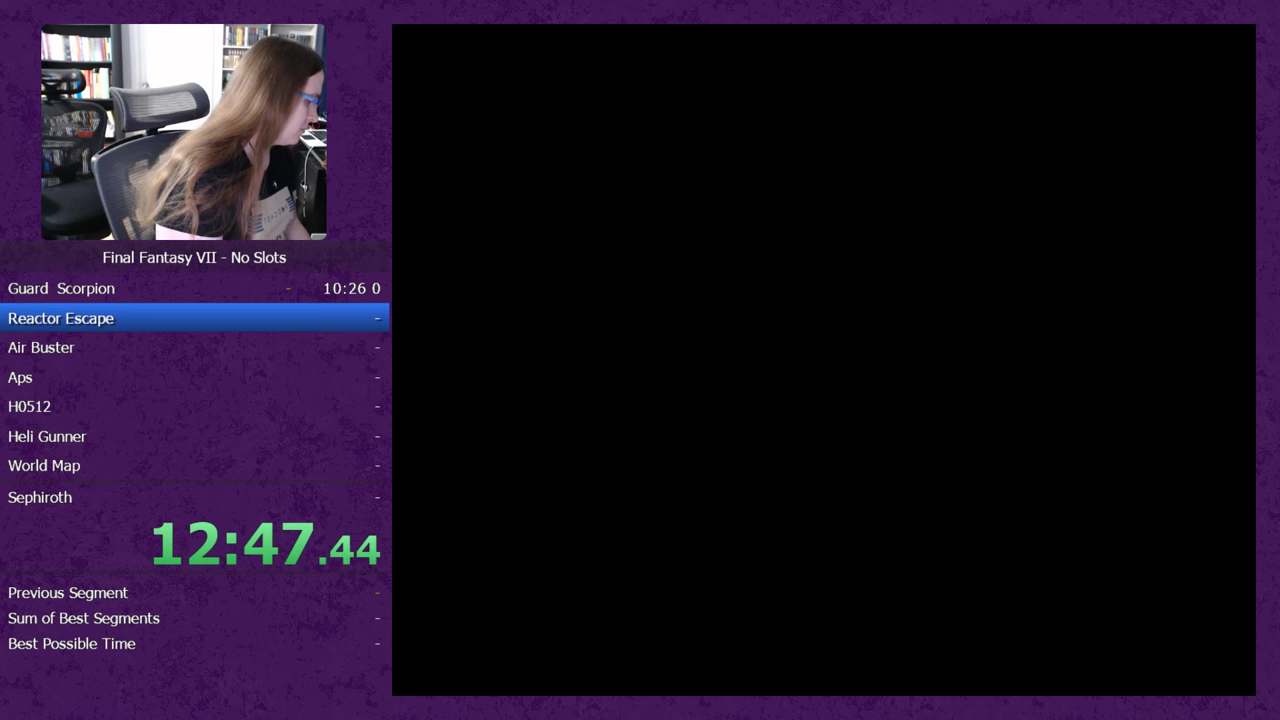 Final Fantasy VII - No Slots
Guard Scorpion - 10:26 0
Reactor Escape -
Air Buster -
Aps -
H0512 -
Heli Gunner -
World Map -
Sephiroth -
12:47.44
Previous Segment -
Sum of Best Segments -
Best Possible Time -